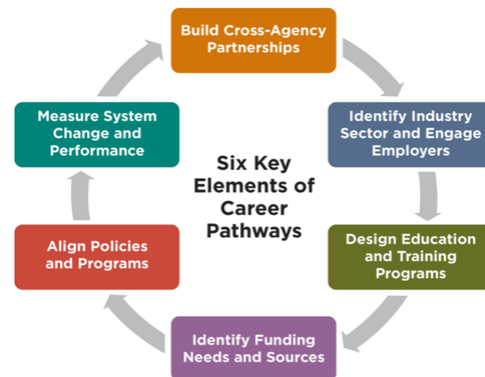 Build Cross-Agency
Partnerships
Identify Industry
Sector and Engage
Employers
Design Education
and Training
Programs
Identify Funding
Needs and Sources
Align Policies
and Programs
Measure System
Change and
Performance
Six Key
Elements of
Career
Pathways